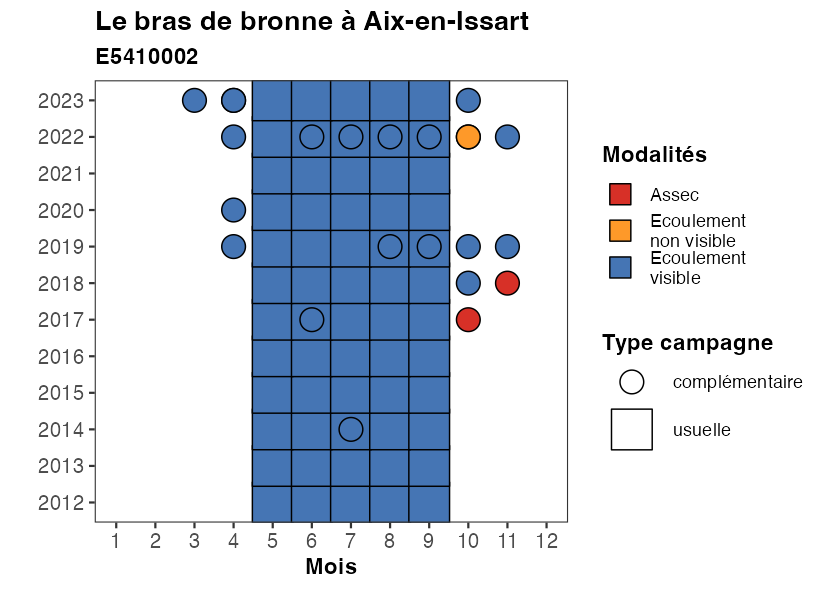 Le bras de bronne à Aix-en-Issart
E5410002
2023
2022
2021
2020
2019
2018
2017
2016
2015
2014
2013
2012
1 2 3 4 5 6 7 8 9 10 11 12
Mois
Modalités
Assec
Ecoulement
non visible
Ecoulement
visible
Type campagne
complémentaire
usuelle